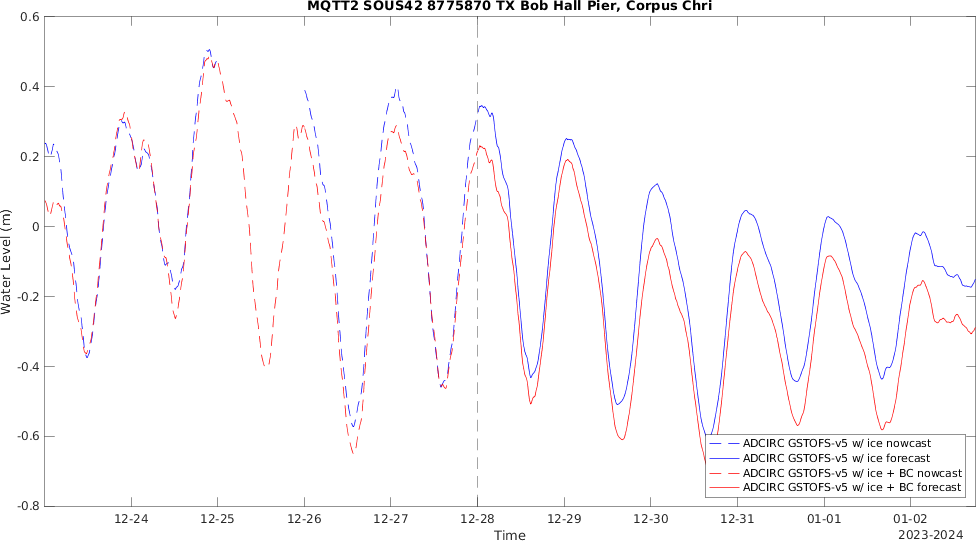 MQTT2 SOUS42 8775870 TX Bob Hall Pier, Corpus Chri
0.6
0.4
0.2
0
-0.2
-0.4
-0.6
-0.8
Water Level (m)
ADCIRC GSTOFS-v5 w/ ice nowcast
ADCIRC GSTOFS-v5 w/ ice forecast
ADCIRC GSTOFS-v5 w/ ice + BC nowcast
ADCIRC GSTOFS-v5 w/ ice + BC forecast
12-24 12-25 12-26 12-27 12-28 12-29 12-30 12-31 01-01 01-02
Time
2023-2024